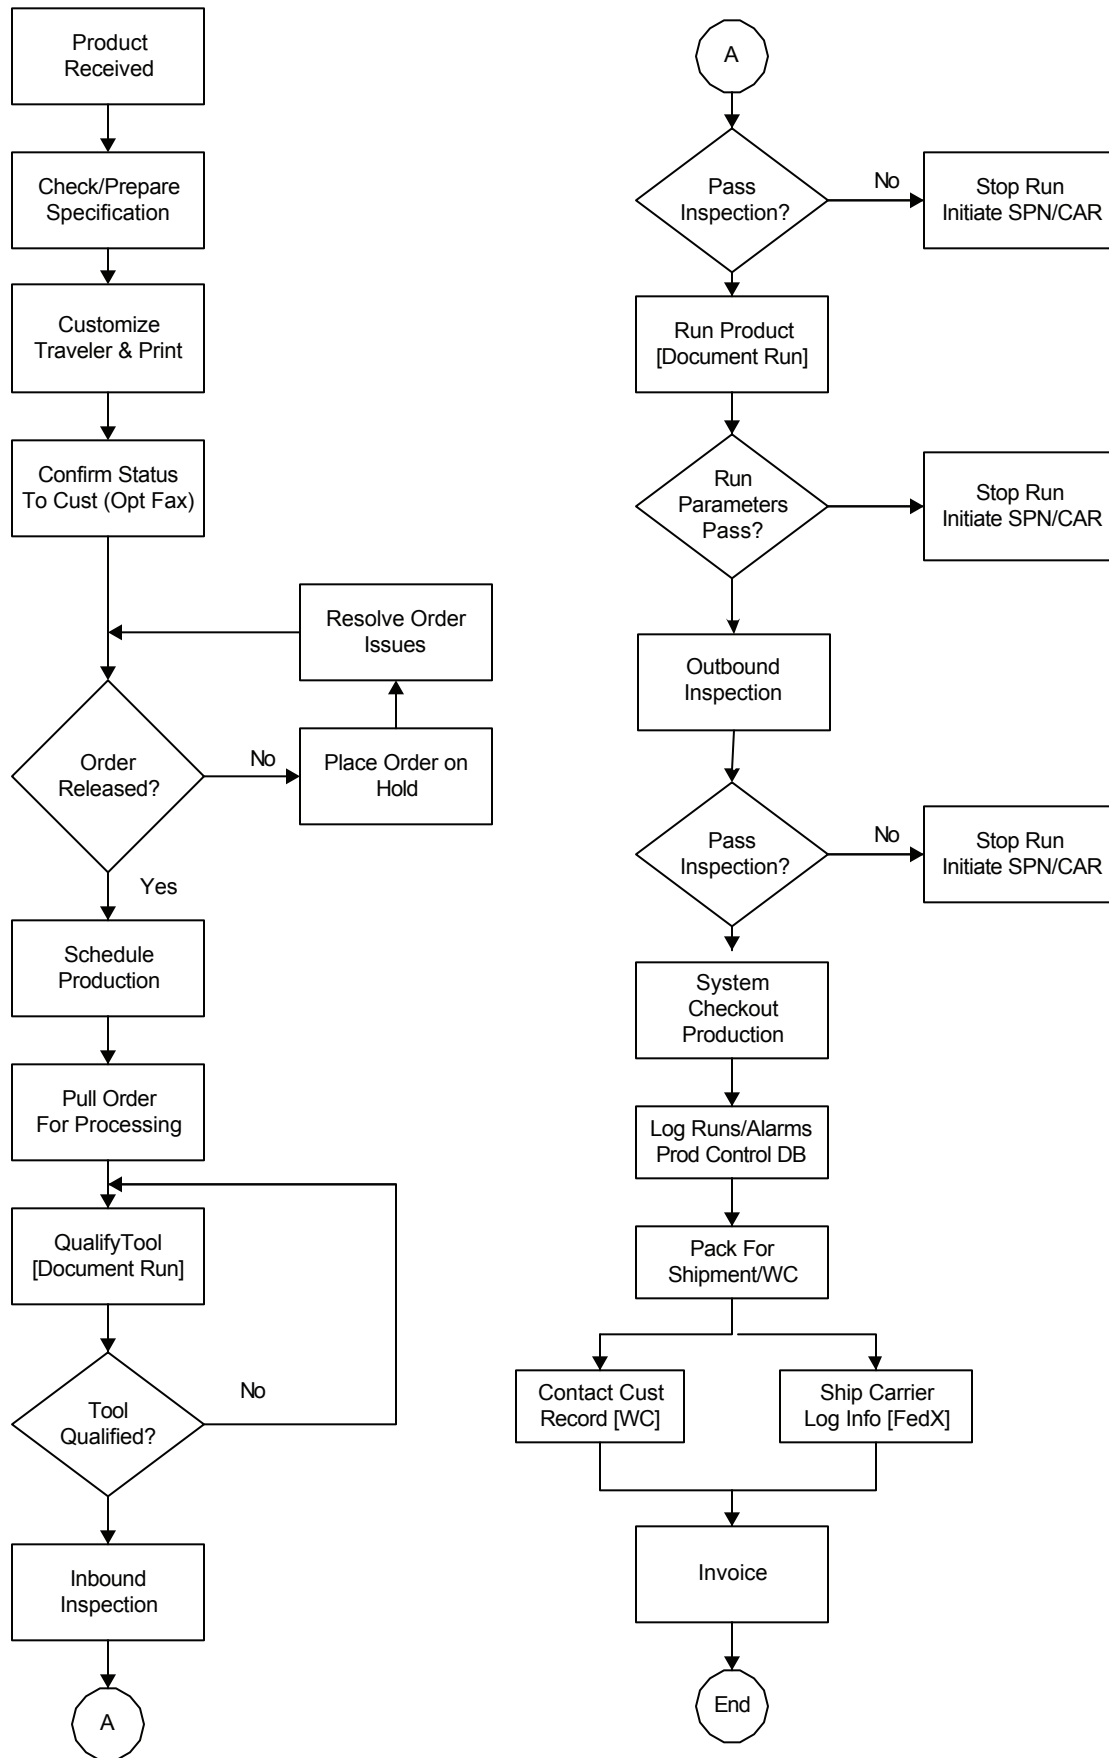 Product
Received
Check/Prepare
Specification
Customize
Traveler & Print
Confirm Status
To Cust (Opt Fax)
Resolve Order
Issues
Order
Released?
No
Place Order on
Hold
Yes
Schedule
Production
Pull Order
For Processing
QualifyTool
[Document Run]
Tool
Qualified?
No
Inbound
Inspection
A
A
Pass
Inspection?
No
Stop Run
Initiate SPN/CAR
Run Product
[Document Run]
Run
Parameters
Pass?
Stop Run
Initiate SPN/CAR
Outbound
Inspection
Pass
Inspection?
No
Stop Run
Initiate SPN/CAR
System
Checkout
Production
Log Runs/Alarms
Prod Control DB
Pack For
Shipment/WC
Contact Cust
Record [WC]
Ship Carrier
Log Info [FedX]
Invoice
End